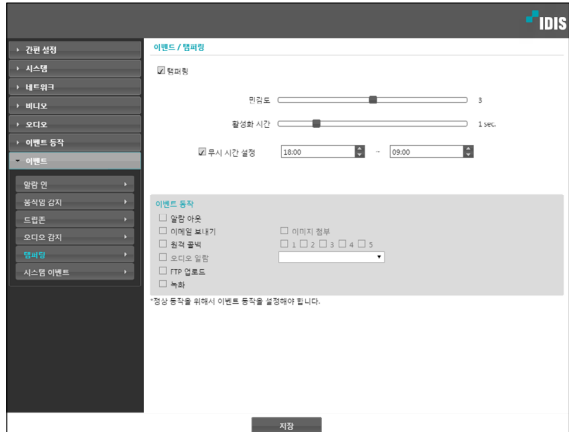 IDIS
간편 설정
시스템
네트워크
비디오
오디오
이벤트 동작
이벤트
알람 인
움직임 감지
트립존
오디오 감지
탬퍼링
시스템 이벤트
이벤트 / 탬퍼링
탬퍼링
민감도 3
활성화 시간 1 sec.
무시 시간 설정 18:00 ~ 09:00
이벤트 동작
알람 아웃
이메일 보내기 이미지 첨부
원격 콜백 1 2 3 4 5
오디오 알람
FTP 업로드
녹화
*정상 동작을 위해서 이벤트 동작을 설정해야 합니다.
저장